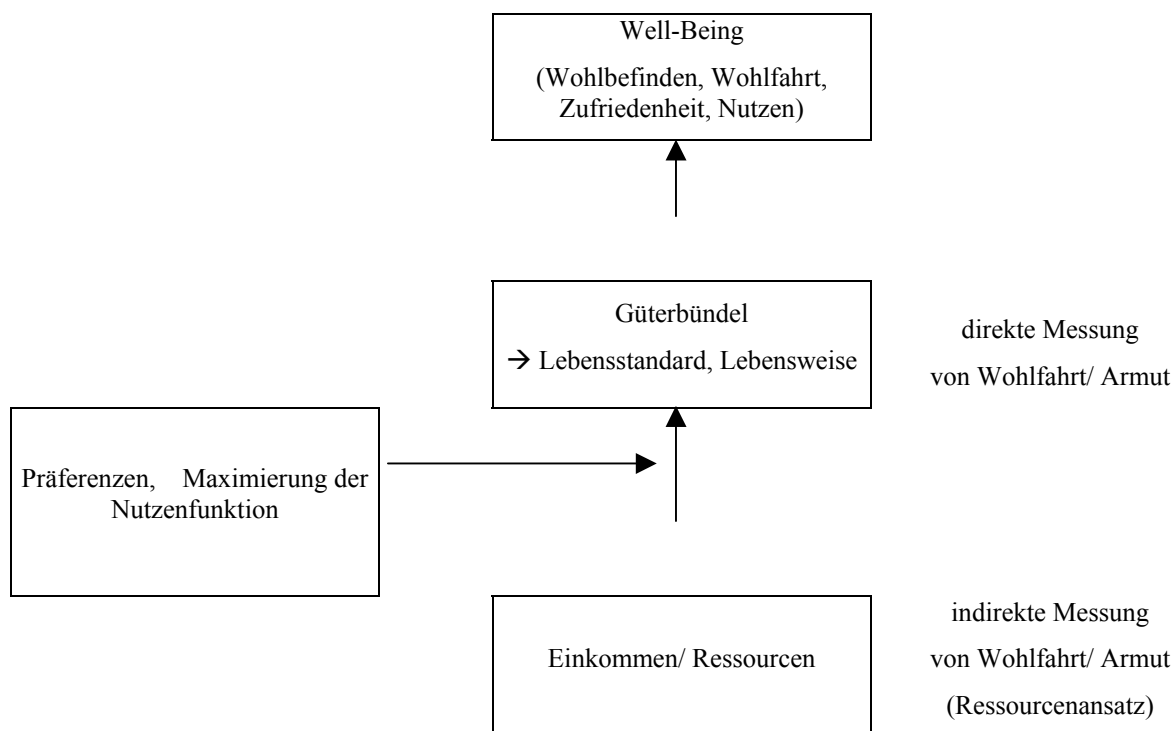 Well-Being
(Wohlbefinden, Wohlfahrt,
Zufriedenheit, Nutzen)
Güterbündel
→ Lebensstandard, Lebensweise
direkte Messung
von Wohlfahrt/ Armut
Präferenzen, Maximierung der
Nutzenfunktion
Einkommen/ Ressourcen
indirekte Messung
von Wohlfahrt/ Armut
(Ressourcenansatz)